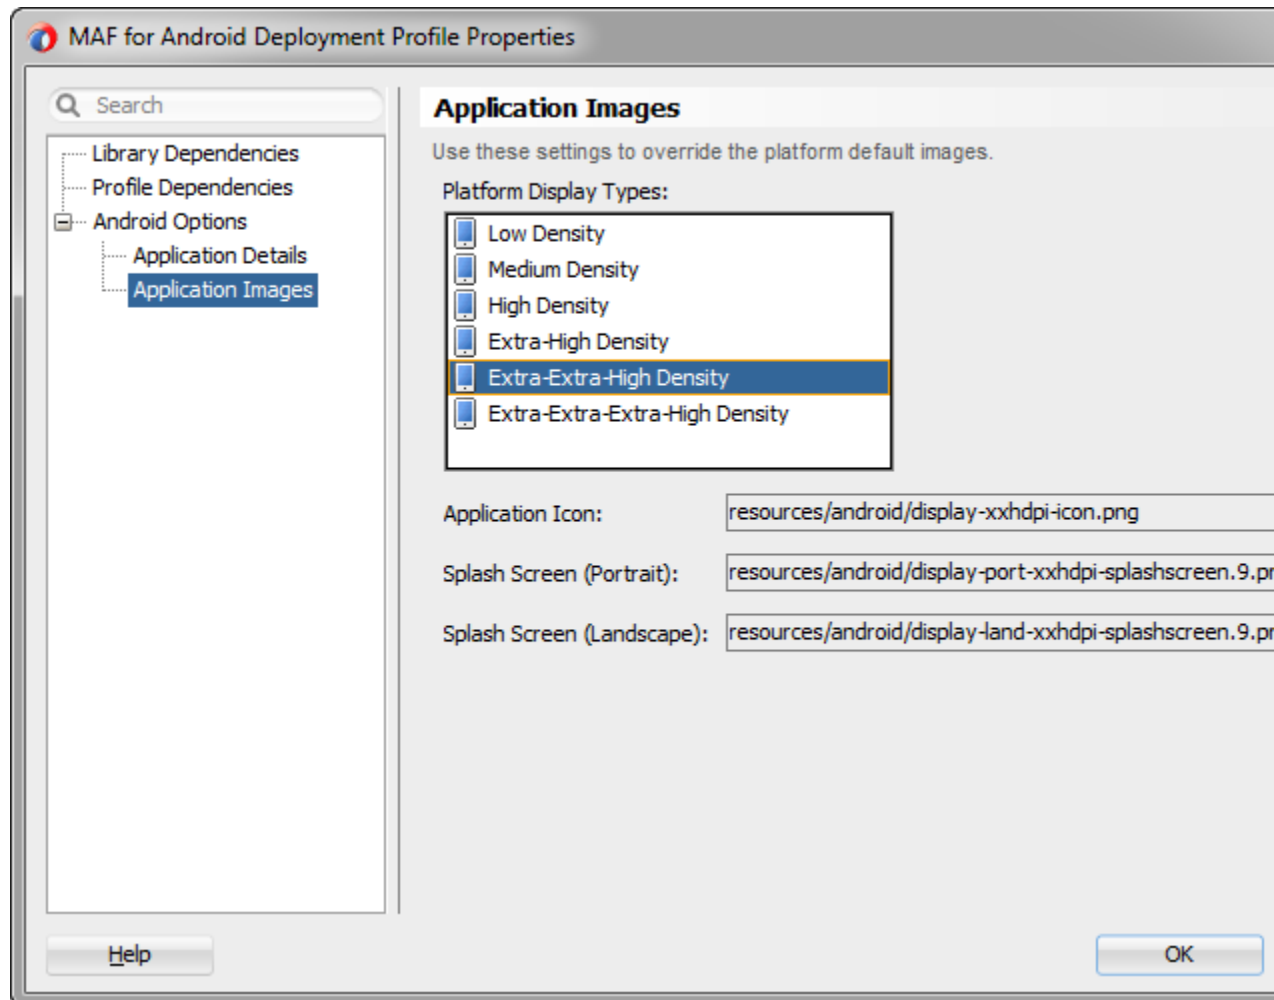 MAF for Android Deployment Profile Properties
Search
Library Dependencies
Profile Dependencies
Android Options
Application Details
Application Images
Application Images
Use these settings to override the platform default images.
Platform Display Types:
Low Density
Medium Density
High Density
Extra-High Density
Extra-Extra-High Density
Extra-Extra-Extra-High Density
Application Icon: resources/android/display-xxhdpi-icon.png
Splash Screen (Portrait): resources/android/display-port-xxhdpi-splashscreen.9.pr
Splash Screen (Landscape): resources/android/display-land-xxhdpi-splashscreen.9.pr
Help
OK